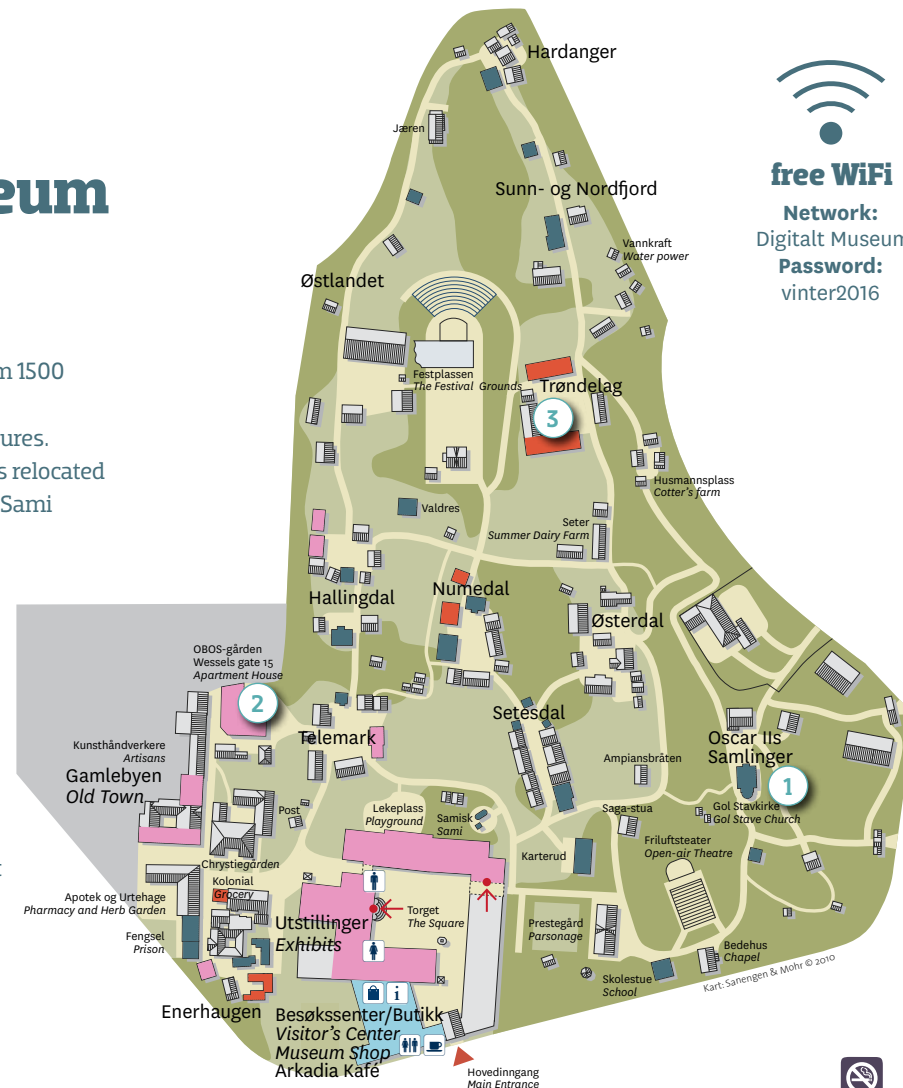 eum
m 1500
ures.
s relocated
Sami
free WiFi
Network:
Digitalt Museum
Password:
vinter2016
Hardanger
Jæren
Sunn- og Nordfjord
Vannkraft
Water power
Østlandet
Festplassen
The Festival Grounds
Trøndelag
3
Husmannsplass
Cotter's farm
Valdres
Seter
Summer Dairy Farm
Hallingdal
Numedal
Østerdal
OBOS-gården
Wessels gate 15
Apartment House
2
Setesdal
Telemark
Oscar IIs
Samlinger
Kunsthåndverkere
Artisans
Gamlebyen
Old Town
Ampiansbråten
1
Gol Stavkirke
Gol Stave Church
Post
Lekeplass
Playground
Samisk
Sami
Saga-stua
Friluftsteater
Open-air Theatre
Chrystiegården
Karterud
Kolonial
Grocery
Apotek og Urtehage
Pharmacy and Herb Garden
Torget
The Square
Utstillinger
Exhibits
Prestegård
Parsonage
Fengsel
Prison
Bedehus
Chapel
Skolestue
School
Kart: Sanengen & Mohr © 2010
Enerhaugen
i
Besøkssenter/Butikk
Visitor's Center
Museum Shop
Arkadia Kafé
Hovedinngang
Main Entrance